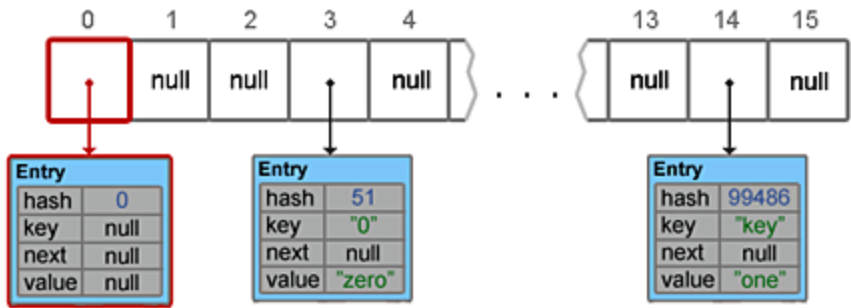 0 1 2 3 4 13 14 15
null null null . . . null null
Entry Entry Entry
hash 0 hash 51 hash 99486
key null key "0" key "key"
next null next null next null
value null value "zero" value "one"